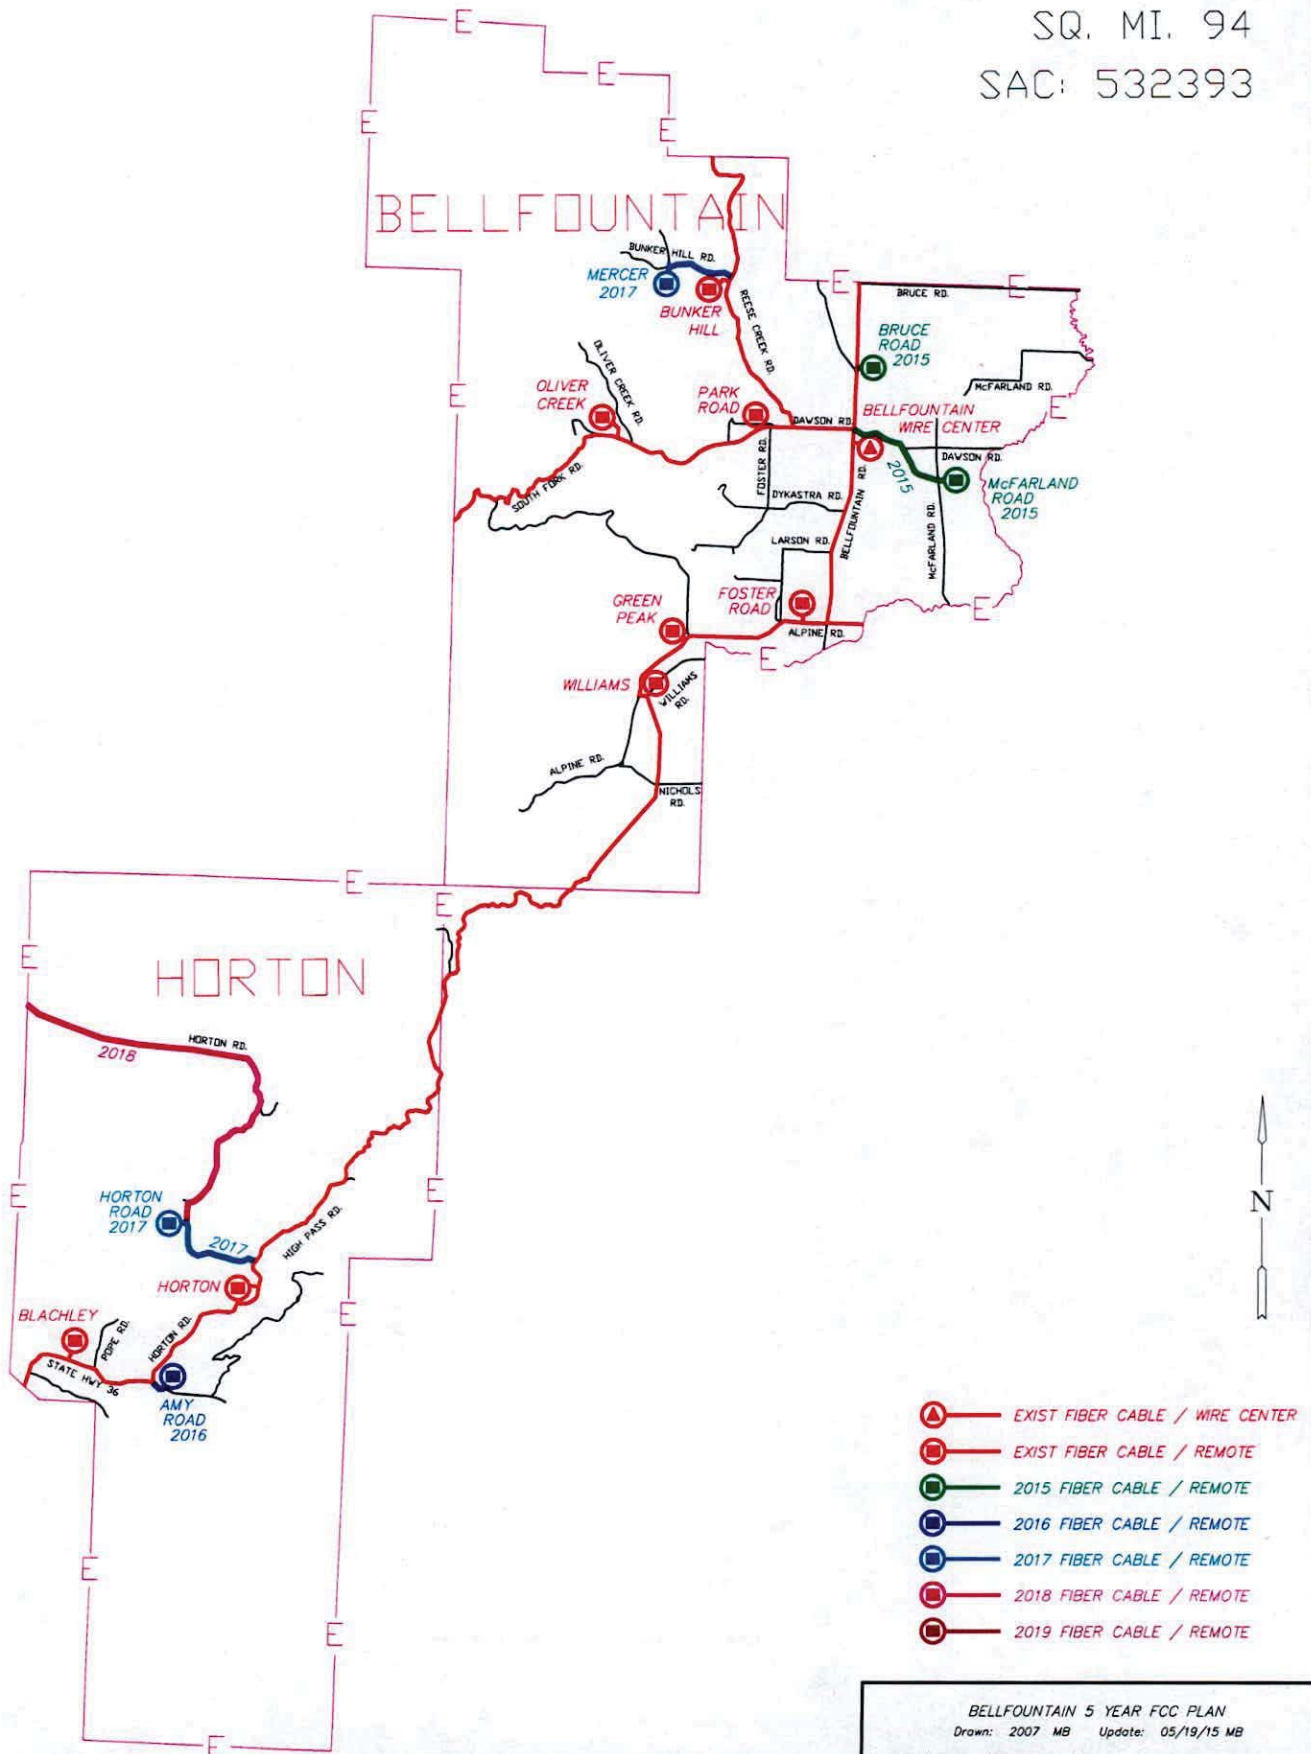 SQ. MI. 94
SAC: 532393
E
E
E
E
BELLFOUNTAIN
BUNKER HILL RD.
MERCER
2017
BUNKER
HILL
REESE CREEK RD.
E
E
BRUCE RD.
BRUCE
ROAD
2015
McFARLAND RD.
E
E
OLIVER CREEK RD.
OLIVER
CREEK
PARK
ROAD
DAWSON RD.
BELLFOUNTAIN
WIRE CENTER
DAWSON RD.
2015
McFARLAND
ROAD
2015
McFARLAND RD.
FOSTER RD.
SOUTH FORK RD.
DYKASTRA RD.
BELLFOUNTAIN RD.
LARSON RD.
GREEN
PEAK
FOSTER
ROAD
ALPINE RD.
E
E
WILLIAMS
WILLIAMS
RD.
ALPINE RD.
NICHOLS
RD.
E
E
E
HORTON
HORTON RD.
2018
E
E
HORTON
ROAD
2017
2017
HIGH PASS RD.
HORTON
E
BLACHLEY
POPE RD.
HORTON RD.
STATE HWY 36
AMY
ROAD
2016
E
E
E
N
EXIST FIBER CABLE / WIRE CENTER
EXIST FIBER CABLE / REMOTE
2015 FIBER CABLE / REMOTE
2016 FIBER CABLE / REMOTE
2017 FIBER CABLE / REMOTE
2018 FIBER CABLE / REMOTE
2019 FIBER CABLE / REMOTE
BELLFOUNTAIN 5 YEAR FCC PLAN
Drawn: 2007 MB Update: 05/19/15 MB